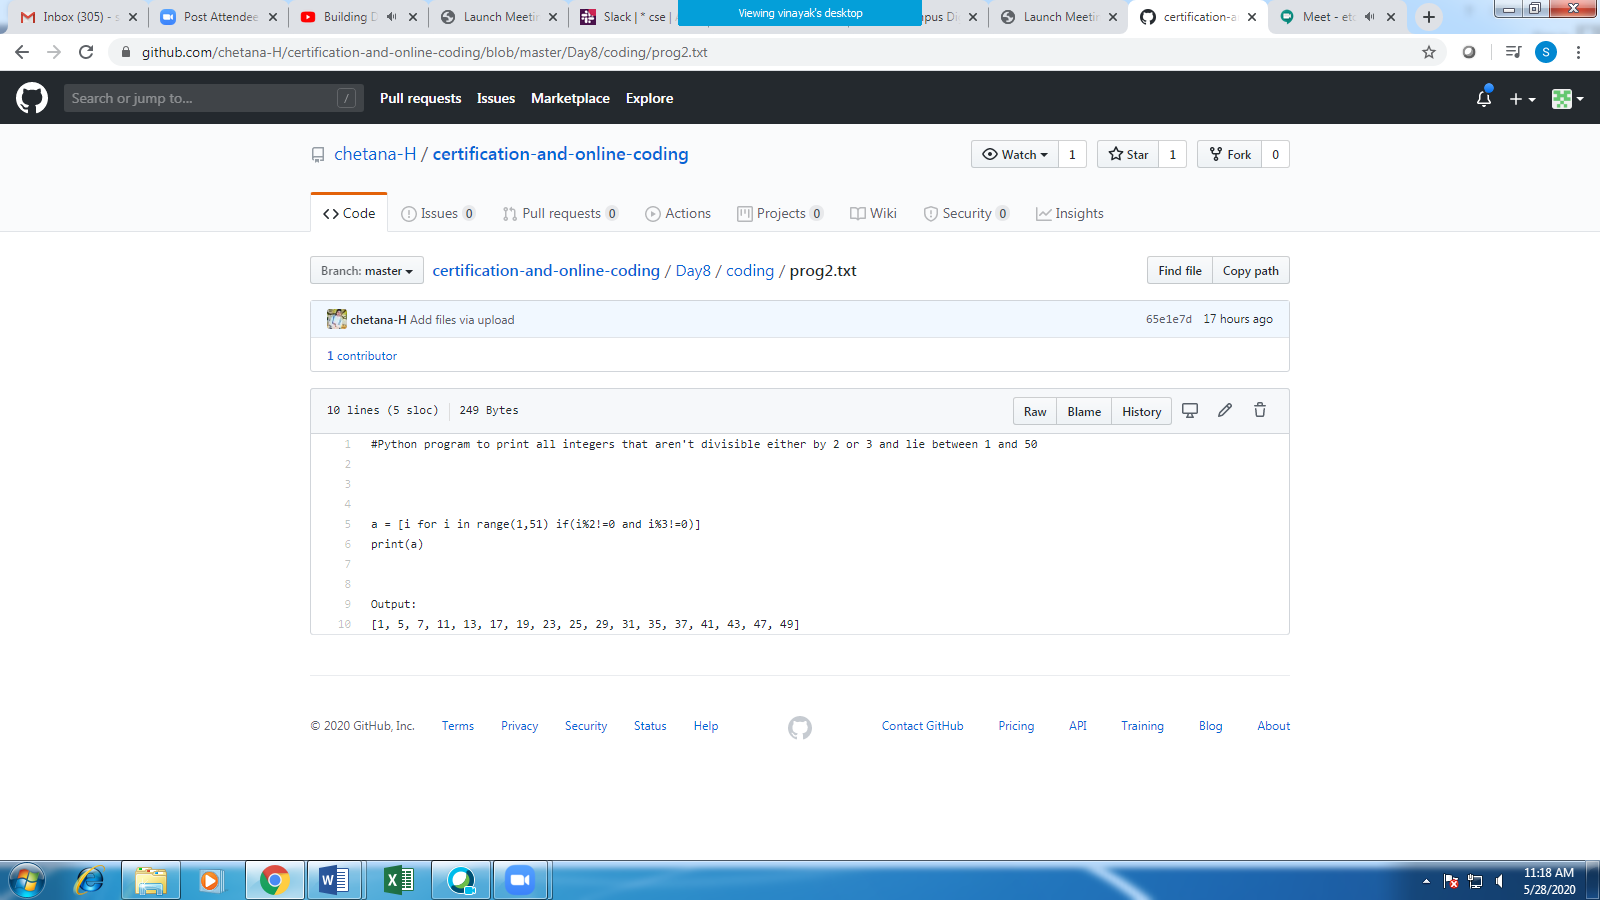 Inbox (305) - s
Post Attendee
Building D
Launch Meetin
Slack | * cse |
Viewing vinayak's desktop
pus Di
Launch Meetin
certification-a
Meet - etc
github.com/chetana-H/certification-and-online-coding/blob/master/Day8/coding/prog2.txt
S
Search or jump to... /
Pull requests Issues Marketplace Explore
chetana-H / certification-and-online-coding
Watch 1 Star 1 Fork 0
Code Issues 0 Pull requests 0 Actions Projects 0 Wiki Security 0 Insights
Branch: master certification-and-online-coding / Day8 / coding / prog2.txt Find file Copy path
chetana-H Add files via upload 65e1e7d 17 hours ago
1 contributor
10 lines (5 sloc) 249 Bytes Raw Blame History
1 #Python program to print all integers that aren't divisible either by 2 or 3 and lie between 1 and 50
2
3
4
5 a = [i for i in range(1,51) if(i%2!=0 and i%3!=0)]
6 print(a)
7
8
9 Output:
10 [1, 5, 7, 11, 13, 17, 19, 23, 25, 29, 31, 35, 37, 41, 43, 47, 49]
© 2020 GitHub, Inc. Terms Privacy Security Status Help Contact GitHub Pricing API Training Blog About
11:18 AM
5/28/2020